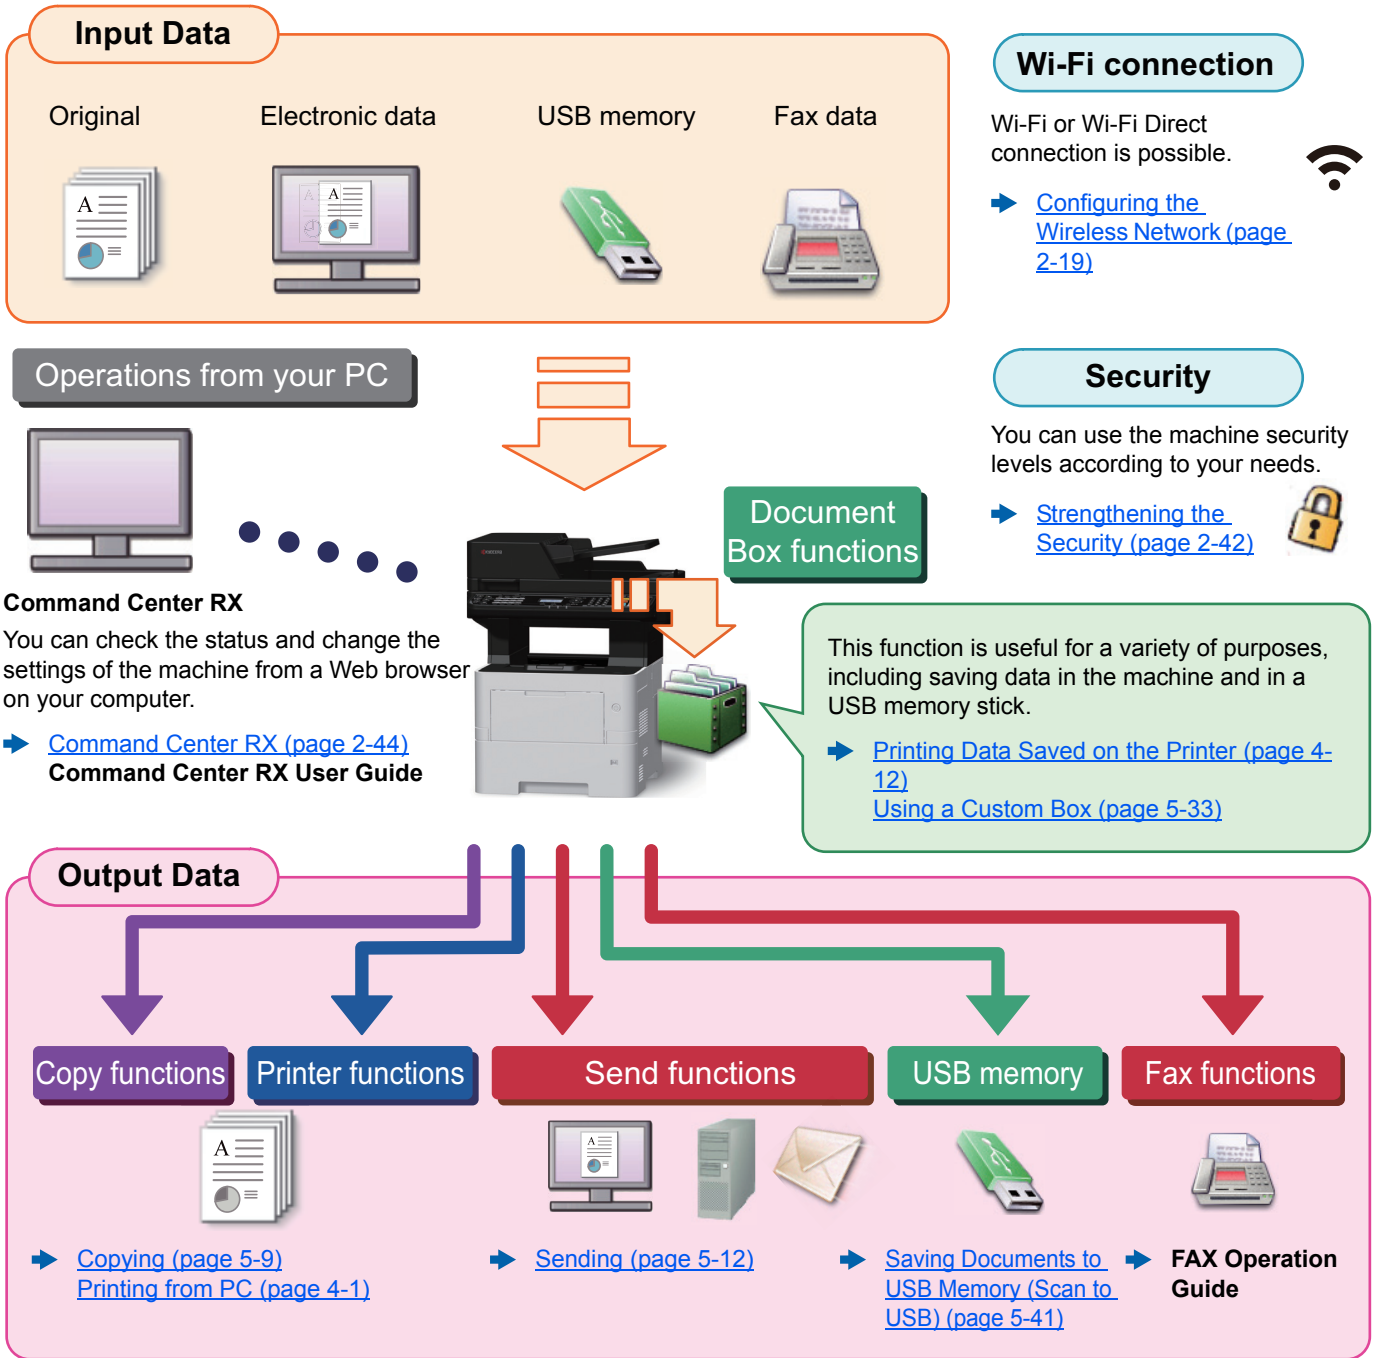 Input Data
Original
Electronic data
USB memory
Fax data
Wi-Fi connection
Wi-Fi or Wi-Fi Direct
connection is possible.
Configuring the
Wireless Network (page
2-19)
Operations from your PC
Security
You can use the machine security
levels according to your needs.
Strengthening the
Security (page 2-42)
Document
Box functions
Command Center RX
You can check the status and change the
settings of the machine from a Web browser
on your computer.
Command Center RX (page 2-44)
Command Center RX User Guide
This function is useful for a variety of purposes,
including saving data in the machine and in a
USB memory stick.
Printing Data Saved on the Printer (page 4-
12)
Using a Custom Box (page 5-33)
Output Data
Copy functions
Printer functions
Send functions
USB memory
Fax functions
Copying (page 5-9)
Printing from PC (page 4-1)
Sending (page 5-12)
Saving Documents to
USB Memory (Scan to
USB) (page 5-41)
FAX Operation
Guide